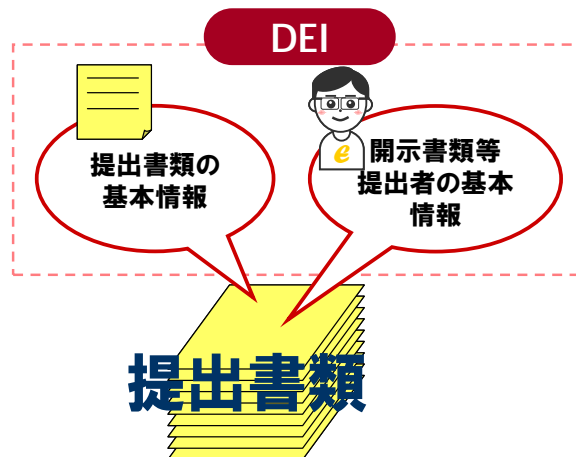 DEI
提出書類の
基本情報
e
開示書類等
提出者の基本
情報
提出書類